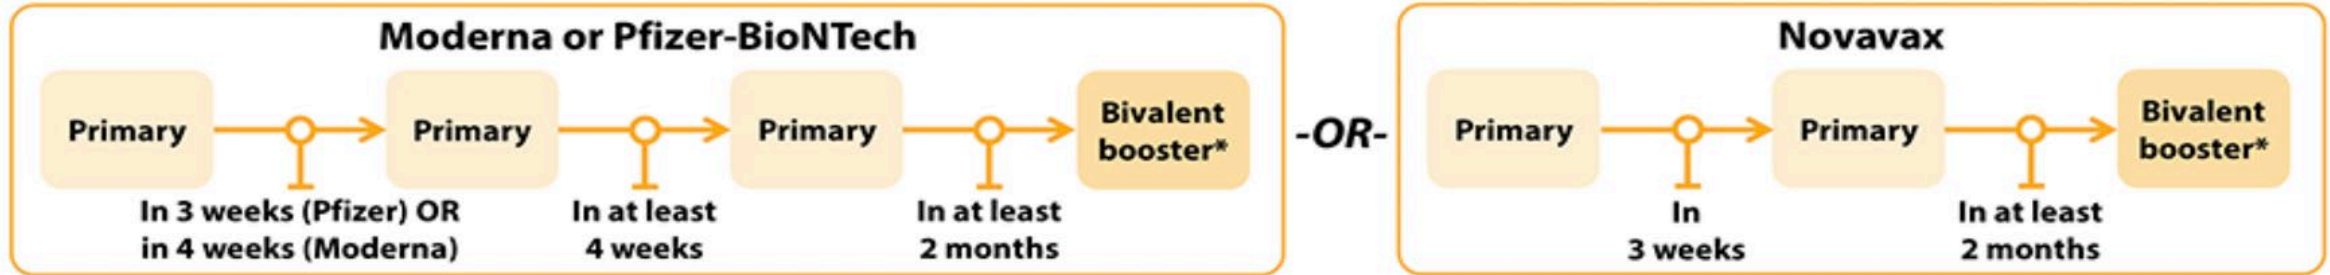 Moderna or Pfizer-BioNTech
Primary
In 3 weeks (Pfizer) OR
in 4 weeks (Moderna)
Primary
In at least
4 weeks
Primary
In at least
2 months
Bivalent
booster*
-OR-
Novavax
Primary
In
3 weeks
Primary
In at least
2 months
Bivalent
booster*